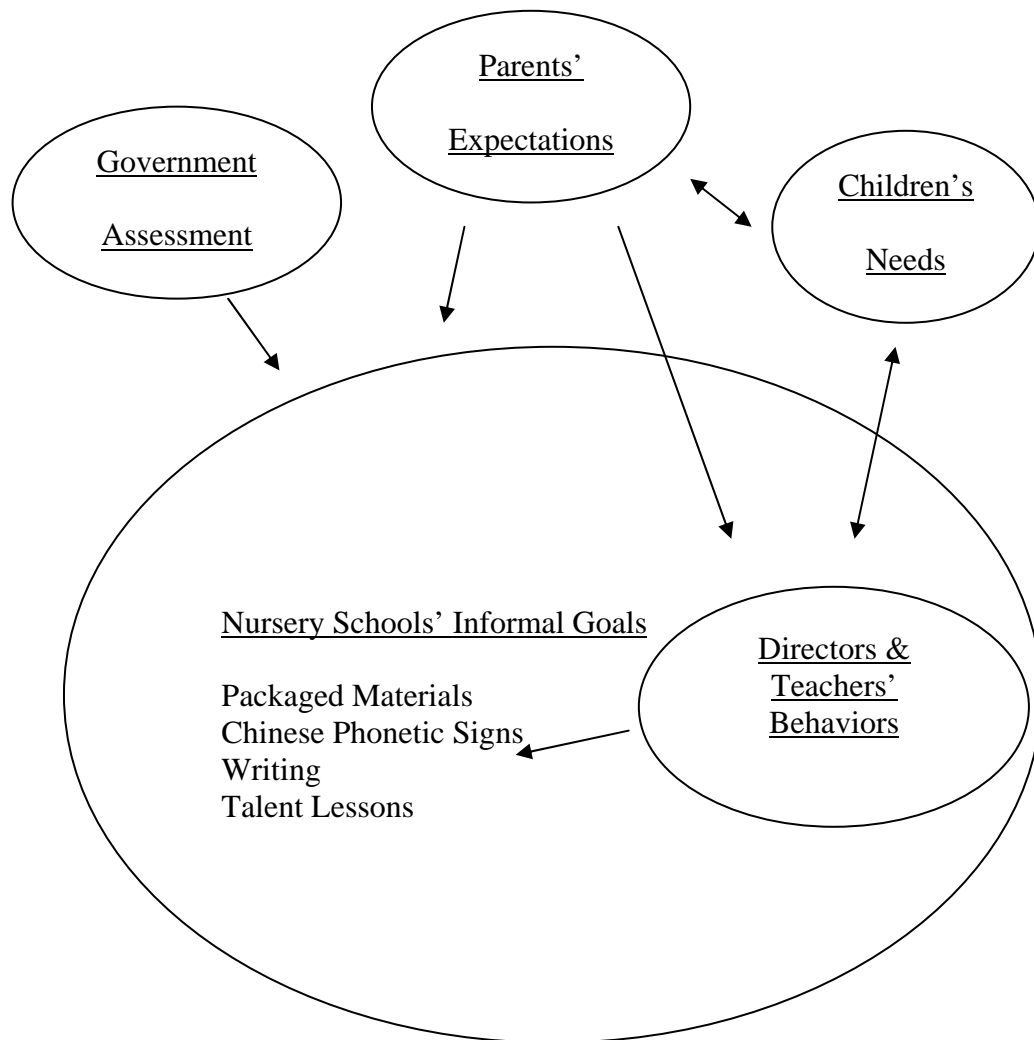 Parents’
Expectations
Government
Assessment
Children’s
Needs
Nursery Schools’ Informal Goals
Packaged Materials
Chinese Phonetic Signs
Writing
Talent Lessons
Directors &
Teachers’
Behaviors